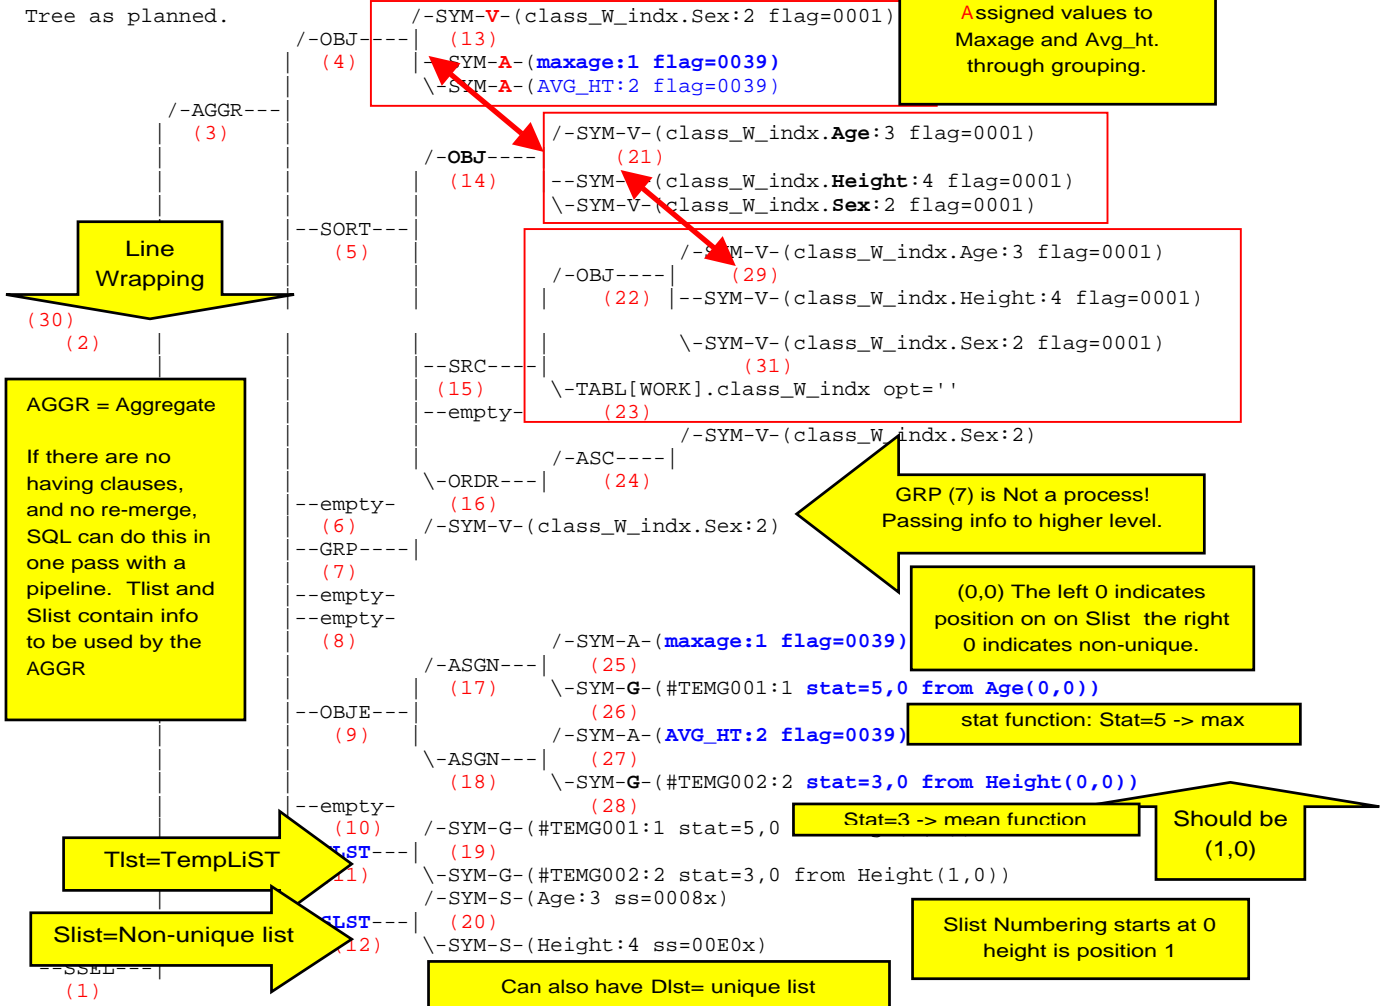 Tree as planned.
/-SYM-V-(class_W_indx.Sex:2 flag=0001)
/-OBJ----| (13)
(4) |--SYM-A-(maxage:1 flag=0039)
\-SYM-A-(AVG_HT:2 flag=0039)
Assigned values to
Maxage and Avg_ht.
through grouping.
/-AGGR---|
(3)
/-SYM-V-(class_W_indx.Age:3 flag=0001)
/-OBJ---- (21)
(14) |--SYM-V-(class_W_indx.Height:4 flag=0001)
\-SYM-V-(class_W_indx.Sex:2 flag=0001)
--SORT---|
(5)
Line
Wrapping
/-SYM-V-(class_W_indx.Age:3 flag=0001)
/-OBJ----| (29)
(22) |--SYM-V-(class_W_indx.Height:4 flag=0001)
(30)
(2)
\-SYM-V-(class_W_indx.Sex:2 flag=0001)
--SRC----| (31)
(15) \-TABL[WORK].class_W_indx opt=''
--empty- (23)
/-SYM-V-(class_W_indx.Sex:2)
/-ASC----|
\-ORDR---| (24)
--empty- (16)
(6) /-SYM-V-(class_W_indx.Sex:2)
--GRP----|
(7)
--empty-
--empty-
(8)
AGGR = Aggregate
If there are no
having clauses,
and no re-merge,
SQL can do this in
one pass with a
pipeline. Tlist and
Slist contain info
to be used by the
AGGR
GRP (7) is Not a process!
Passing info to higher level.
(0,0) The left 0 indicates
position on on Slist the right
0 indicates non-unique.
/-SYM-A-(maxage:1 flag=0039)
/-ASGN---| (25)
(17) \-SYM-G-(#TEMG001:1 stat=5,0 from Age(0,0))
--OBJE---| (26)
(9) /-SYM-A-(AVG_HT:2 flag=0039)
\-ASGN---| (27)
(18) \-SYM-G-(#TEMG002:2 stat=3,0 from Height(0,0))
--empty- (28)
stat function: Stat=5 -> max
Stat=3 -> mean function
Should be
(1,0)
(10) /-SYM-G-(#TEMG001:1 stat=5,0
LST---| (19)
\-SYM-G-(#TEMG002:2 stat=3,0 from Height(1,0))
Tlst=TempLiST
/-SYM-S-(Age:3 ss=0008x)
LST---| (20)
(12) \-SYM-S-(Height:4 ss=00E0x)
Slist=Non-unique list
--SSEL---|
(1)
Slist Numbering starts at 0
height is position 1
Can also have Dlst= unique list